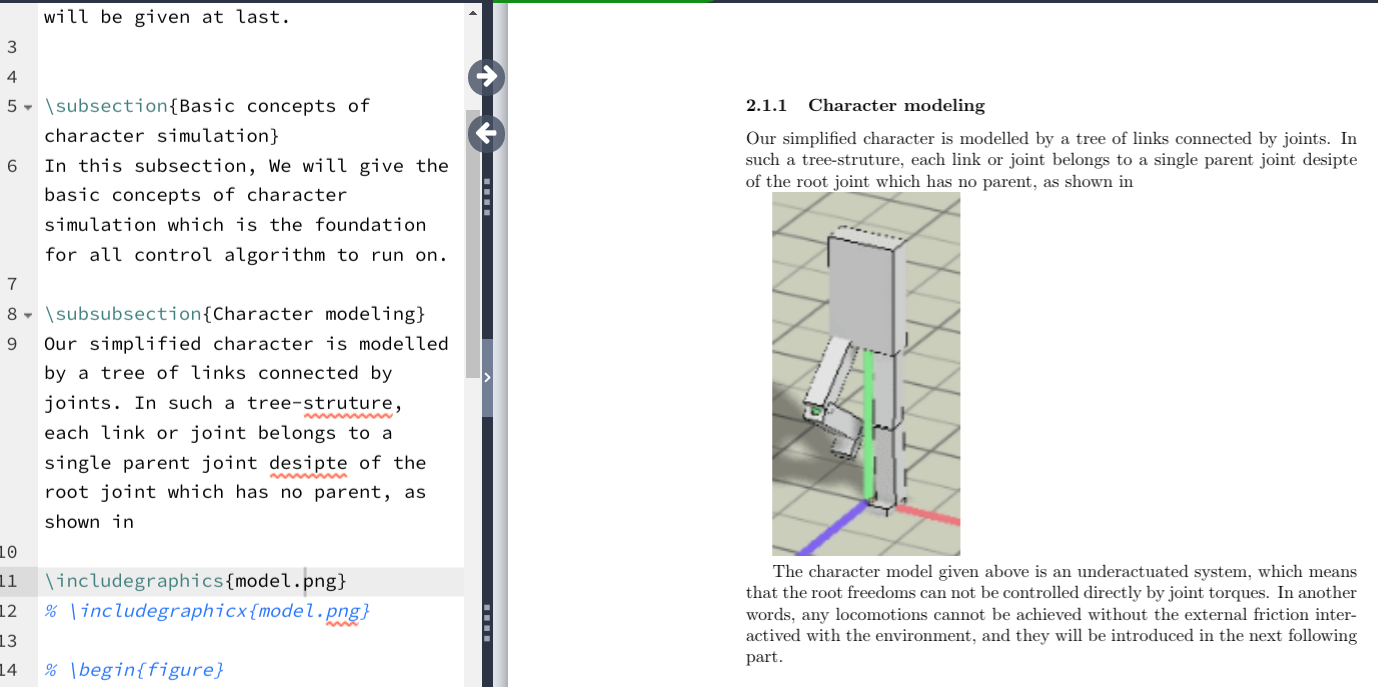 will be given at last.
3
4
5 \subsection{Basic concepts of
character simulation}
6 In this subsection, We will give the
basic concepts of character
simulation which is the foundation
for all control algorithm to run on.
7
8 \subsubsection{Character modeling}
9 Our simplified character is modelled
by a tree of links connected by
joints. In such a tree-struture,
each link or joint belongs to a
single parent joint desipte of the
root joint which has no parent, as
shown in
10
11 \includegraphics{model.png}
12 % \includegraphicx{model.png}
13
14 % \begin{figure}
2.1.1 Character modeling
Our simplified character is modelled by a tree of links connected by joints. In
such a tree-struture, each link or joint belongs to a single parent joint desipte
of the root joint which has no parent, as shown in
The character model given above is an underactuated system, which means
that the root freedoms can not be controlled directly by joint torques. In another
words, any locomotions cannot be achieved without the external friction inter-
actived with the environment, and they will be introduced in the next following
part.